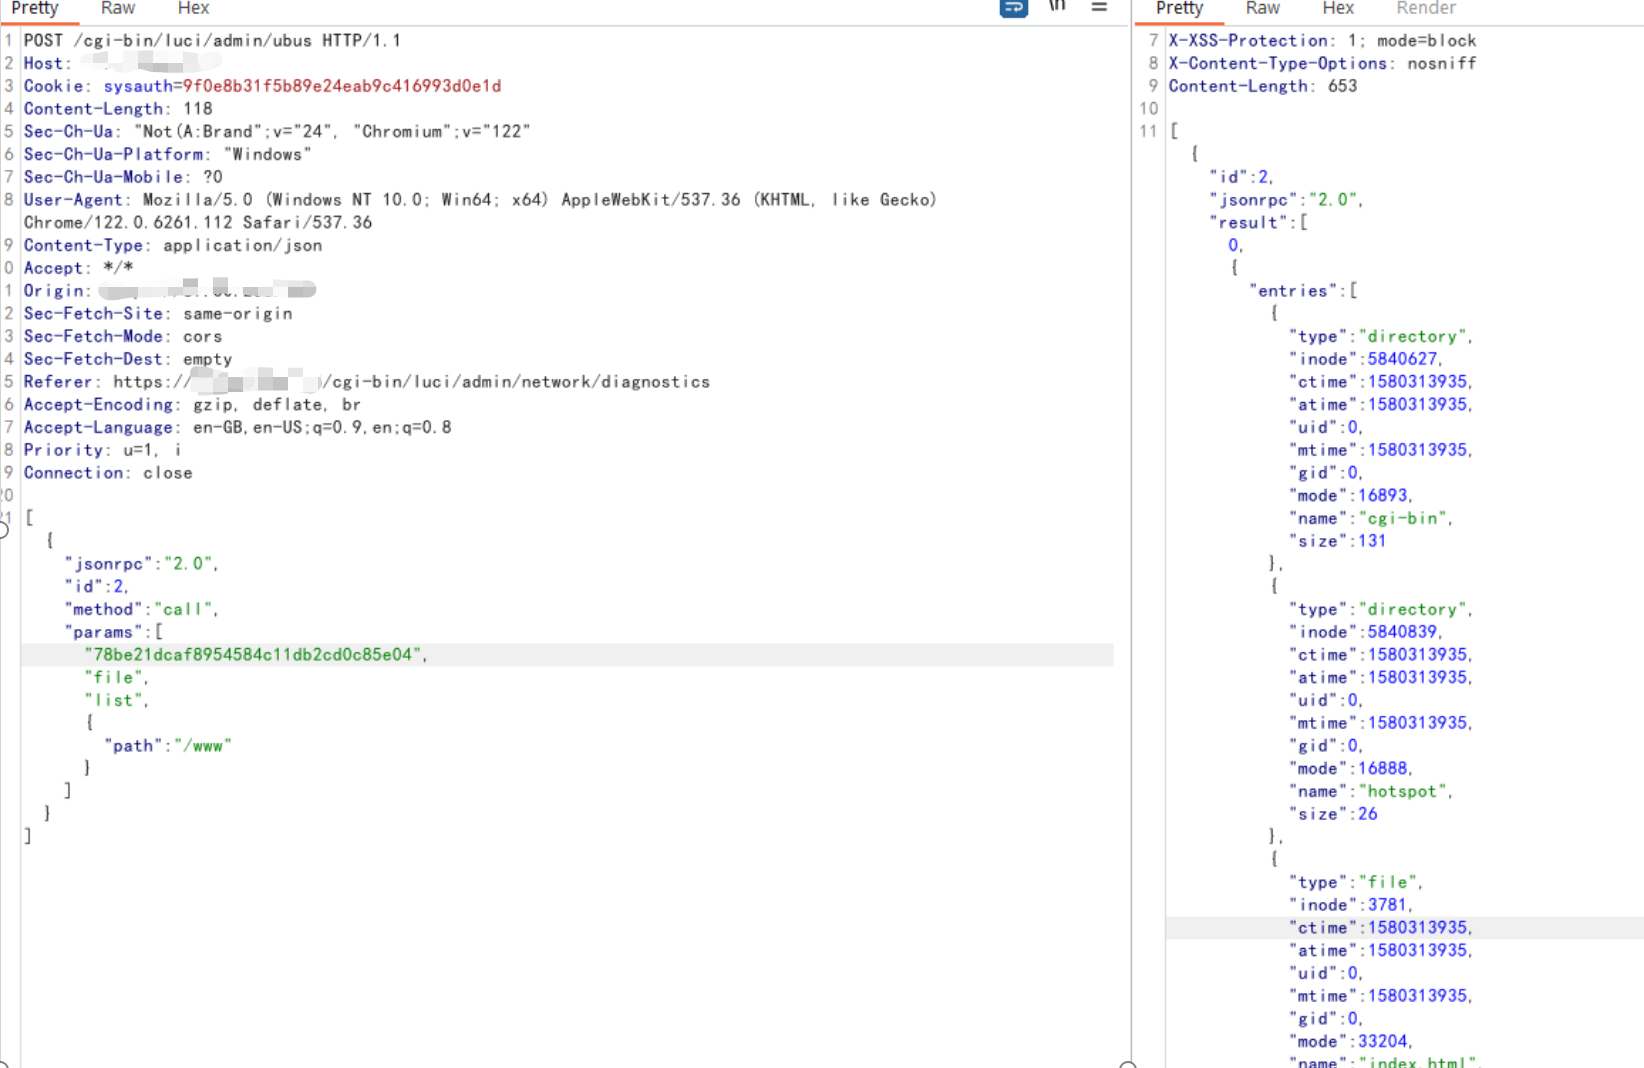 Pretty Raw Hex \n
1 POST /cgi-bin/luci/admin/ubus HTTP/1.1
2 Host:
3 Cookie: sysauth=9f0e8b31f5b89e24eab9c416993d0e1d
4 Content-Length: 118
5 Sec-Ch-Ua: "Not(A:Brand";v="24", "Chromium";v="122"
6 Sec-Ch-Ua-Platform: "Windows"
7 Sec-Ch-Ua-Mobile: ?0
8 User-Agent: Mozilla/5.0 (Windows NT 10.0; Win64; x64) AppleWebKit/537.36 (KHTML, like Gecko)
Chrome/122.0.6261.112 Safari/537.36
9 Content-Type: application/json
0 Accept: */*
1 Origin:
2 Sec-Fetch-Site: same-origin
3 Sec-Fetch-Mode: cors
4 Sec-Fetch-Dest: empty
5 Referer: https:// /cgi-bin/luci/admin/network/diagnostics
6 Accept-Encoding: gzip, deflate, br
7 Accept-Language: en-GB,en-US;q=0.9,en;q=0.8
8 Priority: u=1, i
9 Connection: close
20
21 [
{
"jsonrpc":"2.0",
"id":2,
"method":"call",
"params":[
"78be21dcaf8954584c11db2cd0c85e04",
"file",
"list",
{
"path":"/www"
}
]
}
]
Pretty Raw Hex Render
7 X-XSS-Protection: 1; mode=block
8 X-Content-Type-Options: nosniff
9 Content-Length: 653
10
11 [
{
"id":2,
"jsonrpc":"2.0",
"result":[
0,
{
"entries":[
{
"type":"directory",
"inode":5840627,
"ctime":1580313935,
"atime":1580313935,
"uid":0,
"mtime":1580313935,
"gid":0,
"mode":16893,
"name":"cgi-bin",
"size":131
},
{
"type":"directory",
"inode":5840839,
"ctime":1580313935,
"atime":1580313935,
"uid":0,
"mtime":1580313935,
"gid":0,
"mode":16888,
"name":"hotspot",
"size":26
},
{
"type":"file",
"inode":3781,
"ctime":1580313935,
"atime":1580313935,
"uid":0,
"mtime":1580313935,
"gid":0,
"mode":33204,
"name":"index.html",